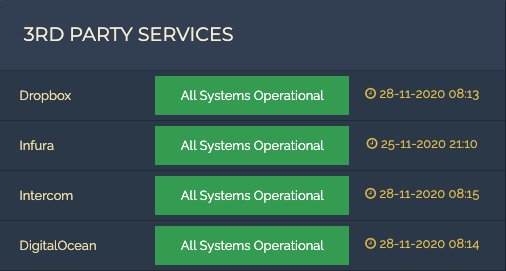 3RD PARTY SERVICES
Dropbox All Systems Operational 28-11-2020 08:13
Infura All Systems Operational 25-11-2020 21:10
Intercom All Systems Operational 28-11-2020 08:15
DigitalOcean All Systems Operational 28-11-2020 08:14